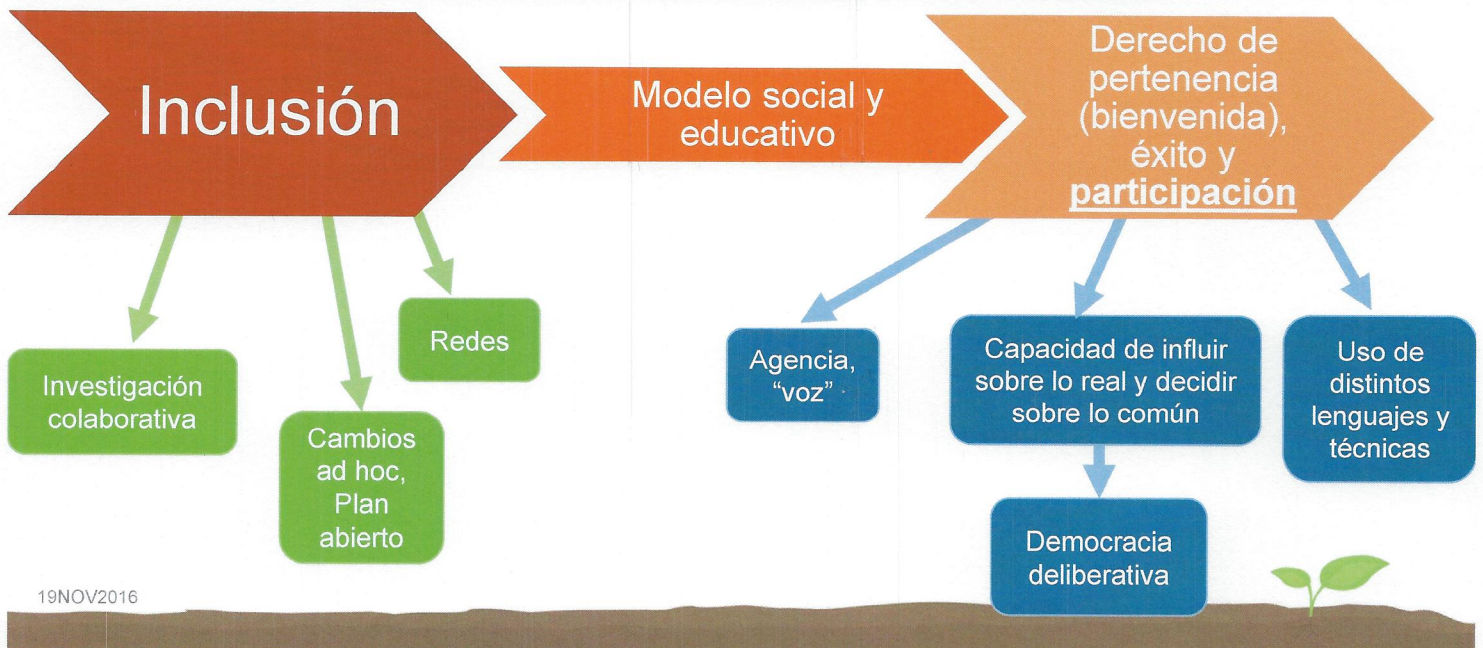 Inclusión
Modelo social y
educativo
Derecho de
pertenencia
(bienvenida),
éxito y
participación
Investigación
colaborativa
Cambios
ad hoc,
Plan
abierto
Redes
Agencia,
“voz”
Capacidad de influir
sobre lo real y decidir
sobre lo común
Democracia
deliberativa
Uso de
distintos
lenguajes y
técnicas
19NOV2016